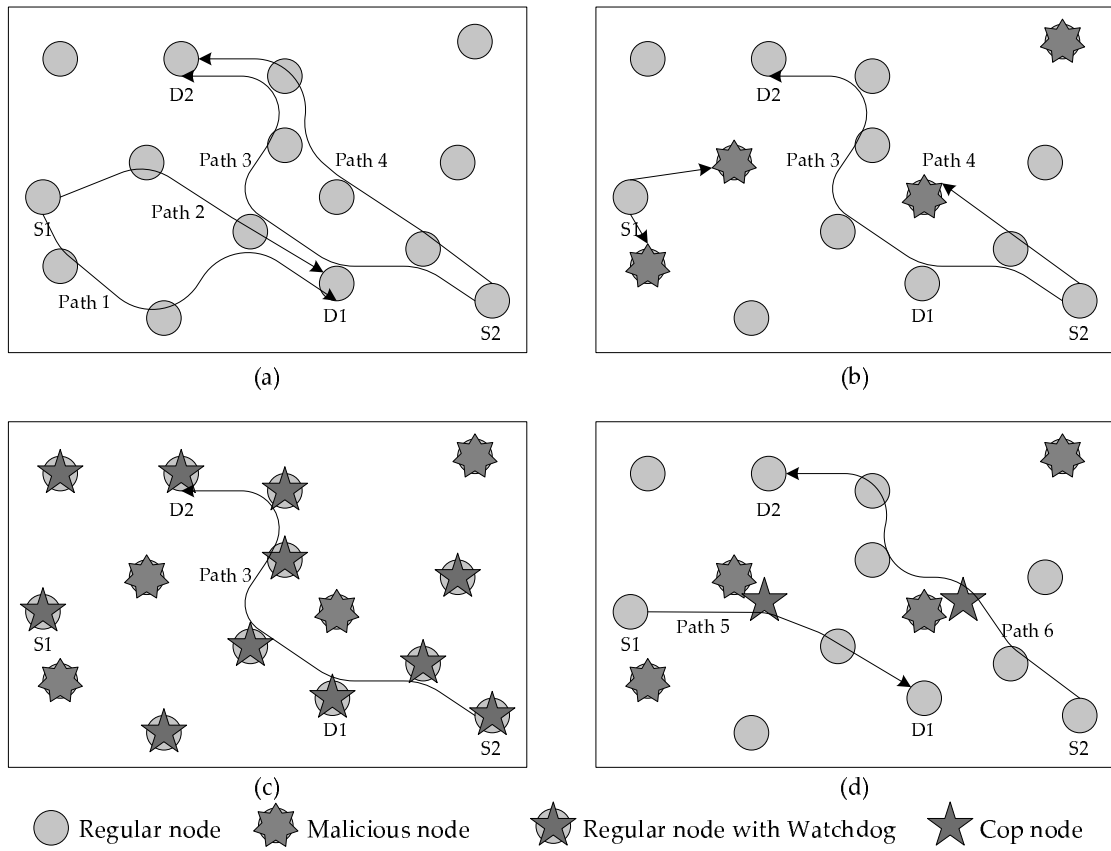 D2
Path 3
Path 4
S1
Path 2
Path 1
D1
S2
(a)
D2
Path 3
Path 4
S1
D1
S2
(b)
D2
Path 3
S1
D1
S2
(c)
D2
S1
Path 5
Path 6
D1
S2
(d)
Regular node
Malicious node
Regular node with Watchdog
Cop node